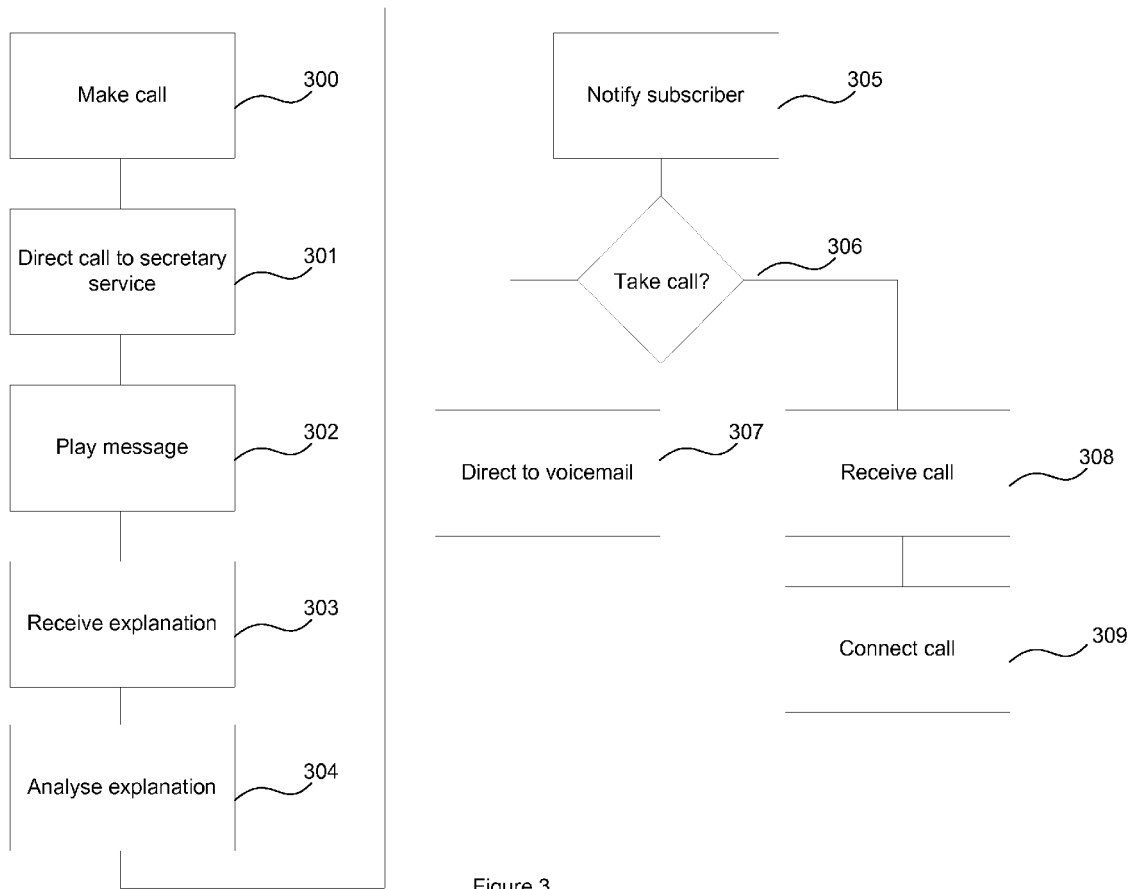 Make call
300
Direct call to secretary
service
301
Play message
302
Receive explanation
303
Analyse explanation
304
Notify subscriber
305
Take call?
306
Direct to voicemail
307
Receive call
308
Connect call
309
Figure 3